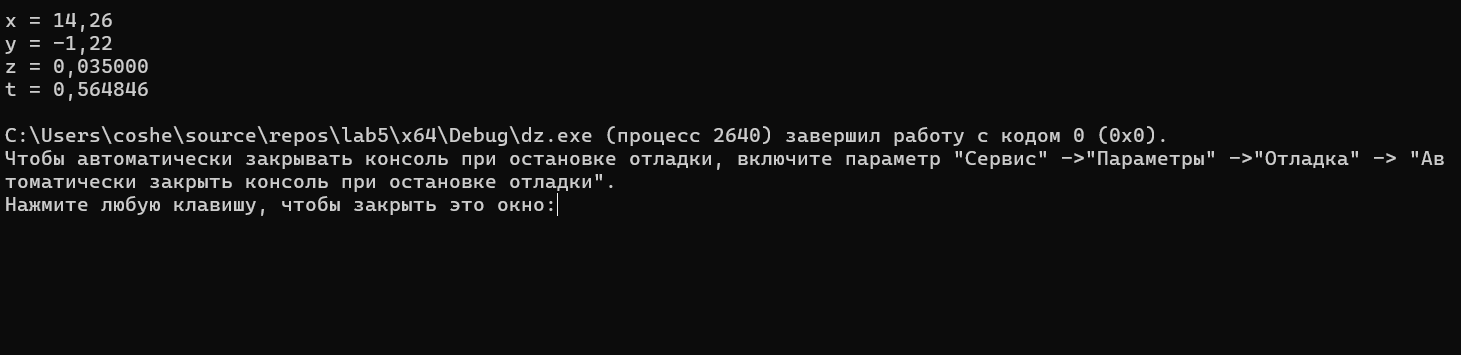 x = 14,26
y = -1,22
z = 0,035000
t = 0,564846
C:\Users\coshe\source\repos\lab5\x64\Debug\dz.exe (процесс 2640) завершил работу с кодом 0 (0x0).
Чтобы автоматически закрывать консоль при остановке отладки, включите параметр "Сервис" ->"Параметры" ->"Отладка" -> "Ав
томатически закрыть консоль при остановке отладки".
Нажмите любую клавишу, чтобы закрыть это окно: